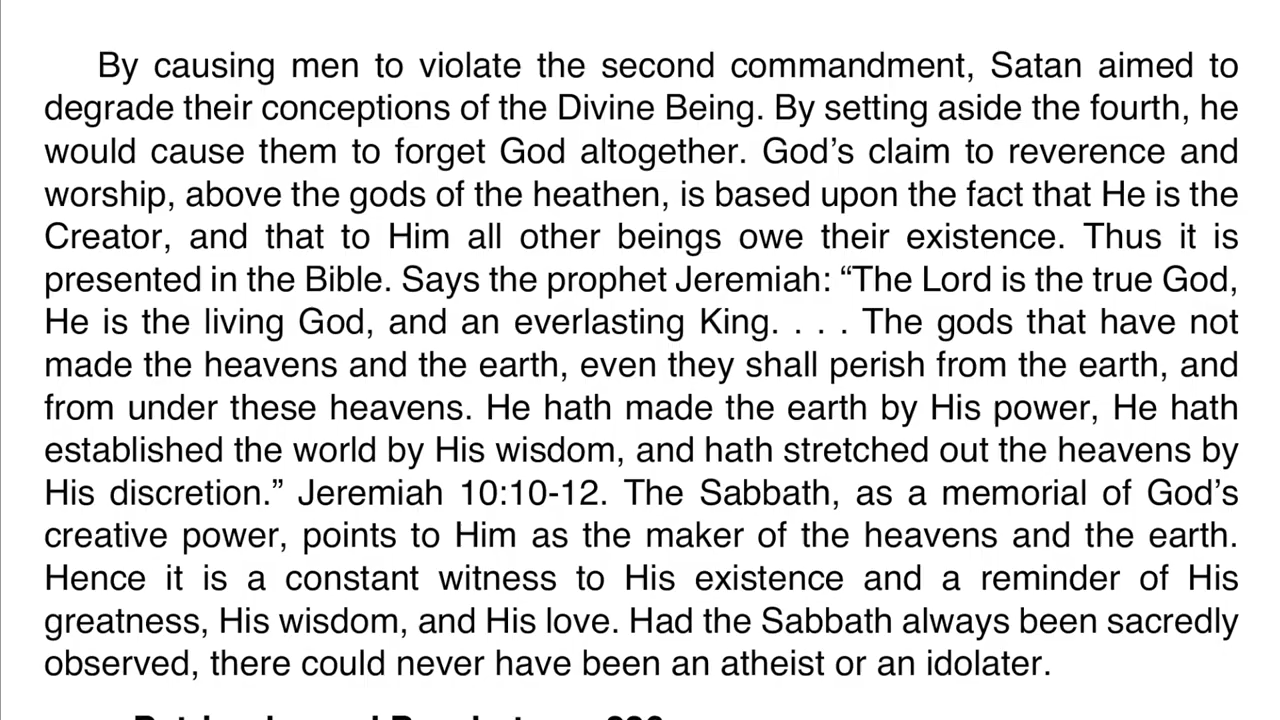 By causing men to violate the second commandment, Satan aimed to
degrade their conceptions of the Divine Being. By setting aside the fourth, he
would cause them to forget God altogether. God’s claim to reverence and
worship, above the gods of the heathen, is based upon the fact that He is the
Creator, and that to Him all other beings owe their existence. Thus it is
presented in the Bible. Says the prophet Jeremiah: “The Lord is the true God,
He is the living God, and an everlasting King. . . . The gods that have not
made the heavens and the earth, even they shall perish from the earth, and
from under these heavens. He hath made the earth by His power, He hath
established the world by His wisdom, and hath stretched out the heavens by
His discretion.” Jeremiah 10:10-12. The Sabbath, as a memorial of God’s
creative power, points to Him as the maker of the heavens and the earth.
Hence it is a constant witness to His existence and a reminder of His
greatness, His wisdom, and His love. Had the Sabbath always been sacredly
observed, there could never have been an atheist or an idolater.